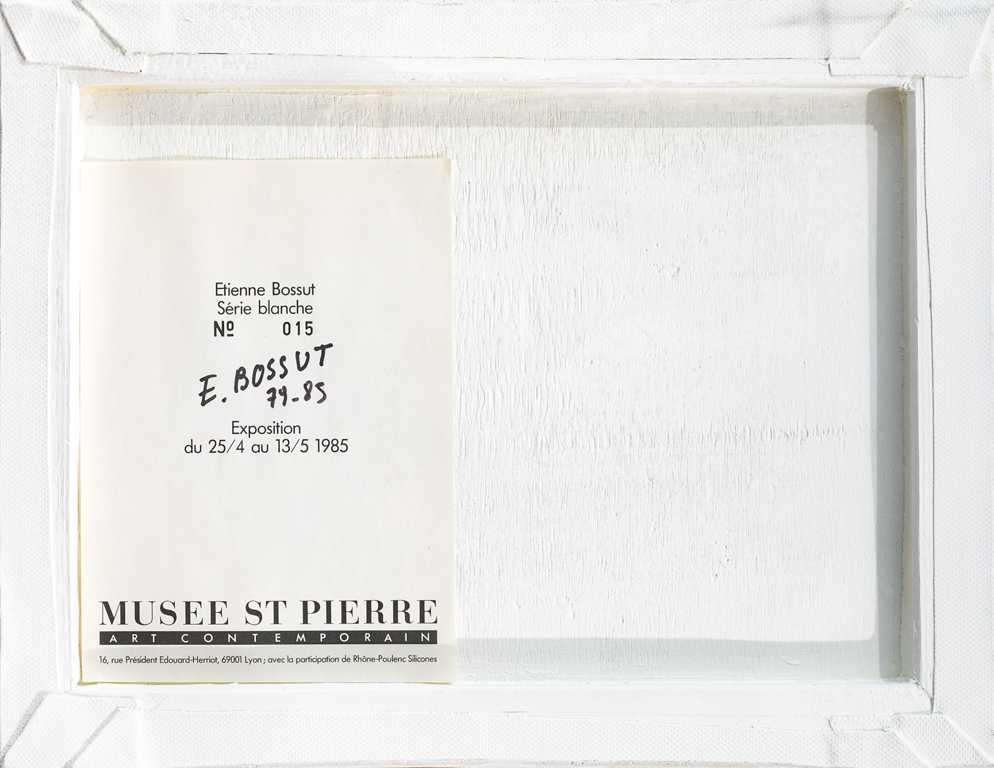 Etienne Bossut
Série blanche
Nº 015
E. BOSSUT
79-85
Exposition
du 25/4 au 13/5 1985
MUSEE ST PIERRE
ART CONTEMPORAIN
16, rue Président Edouard-Herriot, 69001 Lyon ; avec la participation de Rhône-Poulenc Silicones